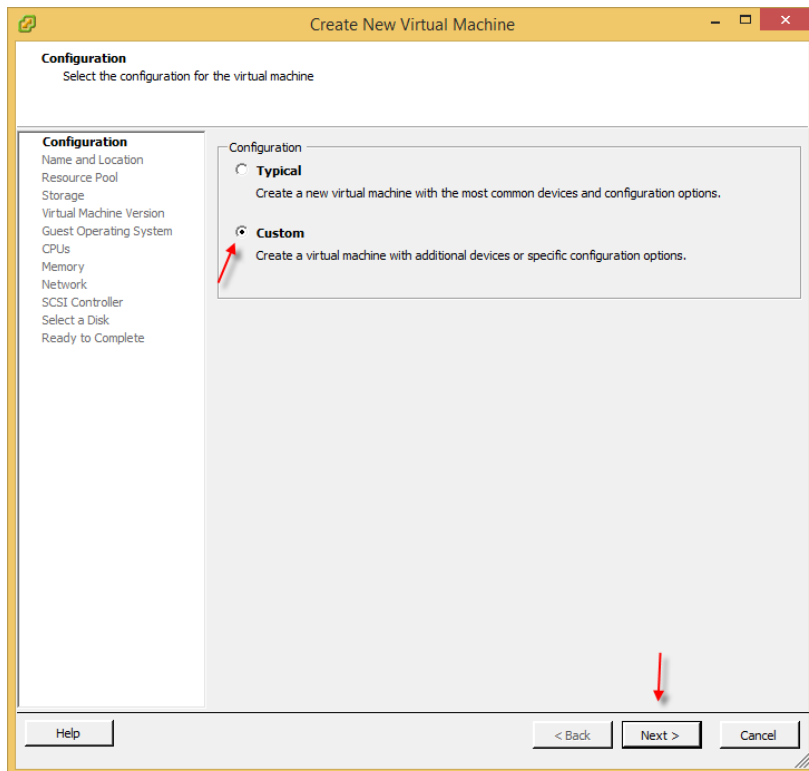 Create New Virtual Machine
Configuration
Select the configuration for the virtual machine
Configuration
Name and Location
Resource Pool
Storage
Virtual Machine Version
Guest Operating System
CPUs
Memory
Network
SCSI Controller
Select a Disk
Ready to Complete
Configuration
Typical
Create a new virtual machine with the most common devices and configuration options.
Custom
Create a virtual machine with additional devices or specific configuration options.
Help
< Back
Next >
Cancel